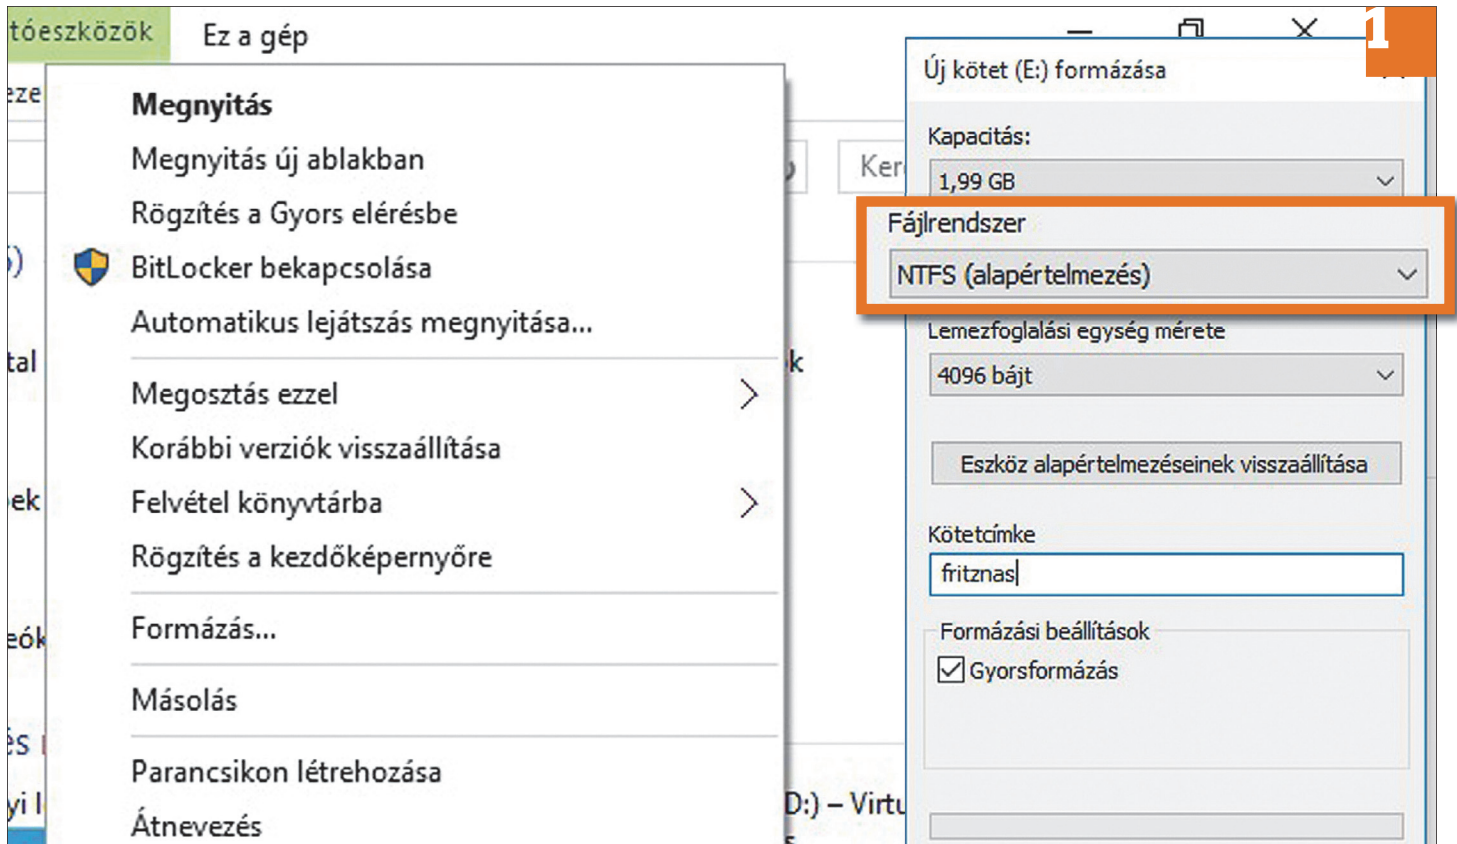 Ez a gép
1
Megnyitás
Megnyitás új ablakban
Rögzítés a Gyors elérésbe
BitLocker bekapcsolása
Automatikus lejátszás megnyitása...
Megosztás ezzel
Korábbi verziók visszaállítása
Felvétel könyvtárba
Rögzítés a kezdőképernyőre
Formázás...
Másolás
Parancsikon létrehozása
Átnevezés
D:) – Virtu
Új kötet (E:) formázása
Kapacitás:
1,99 GB
Fájlrendszer
NTFS (alapértelmezés)
Lemezfoglalási egység mérete
4096 bájt
Eszköz alapértelmezéseinek visszaállítása
Kötetcímke
fritznas
Formázási beállítások
Gyorsformázás